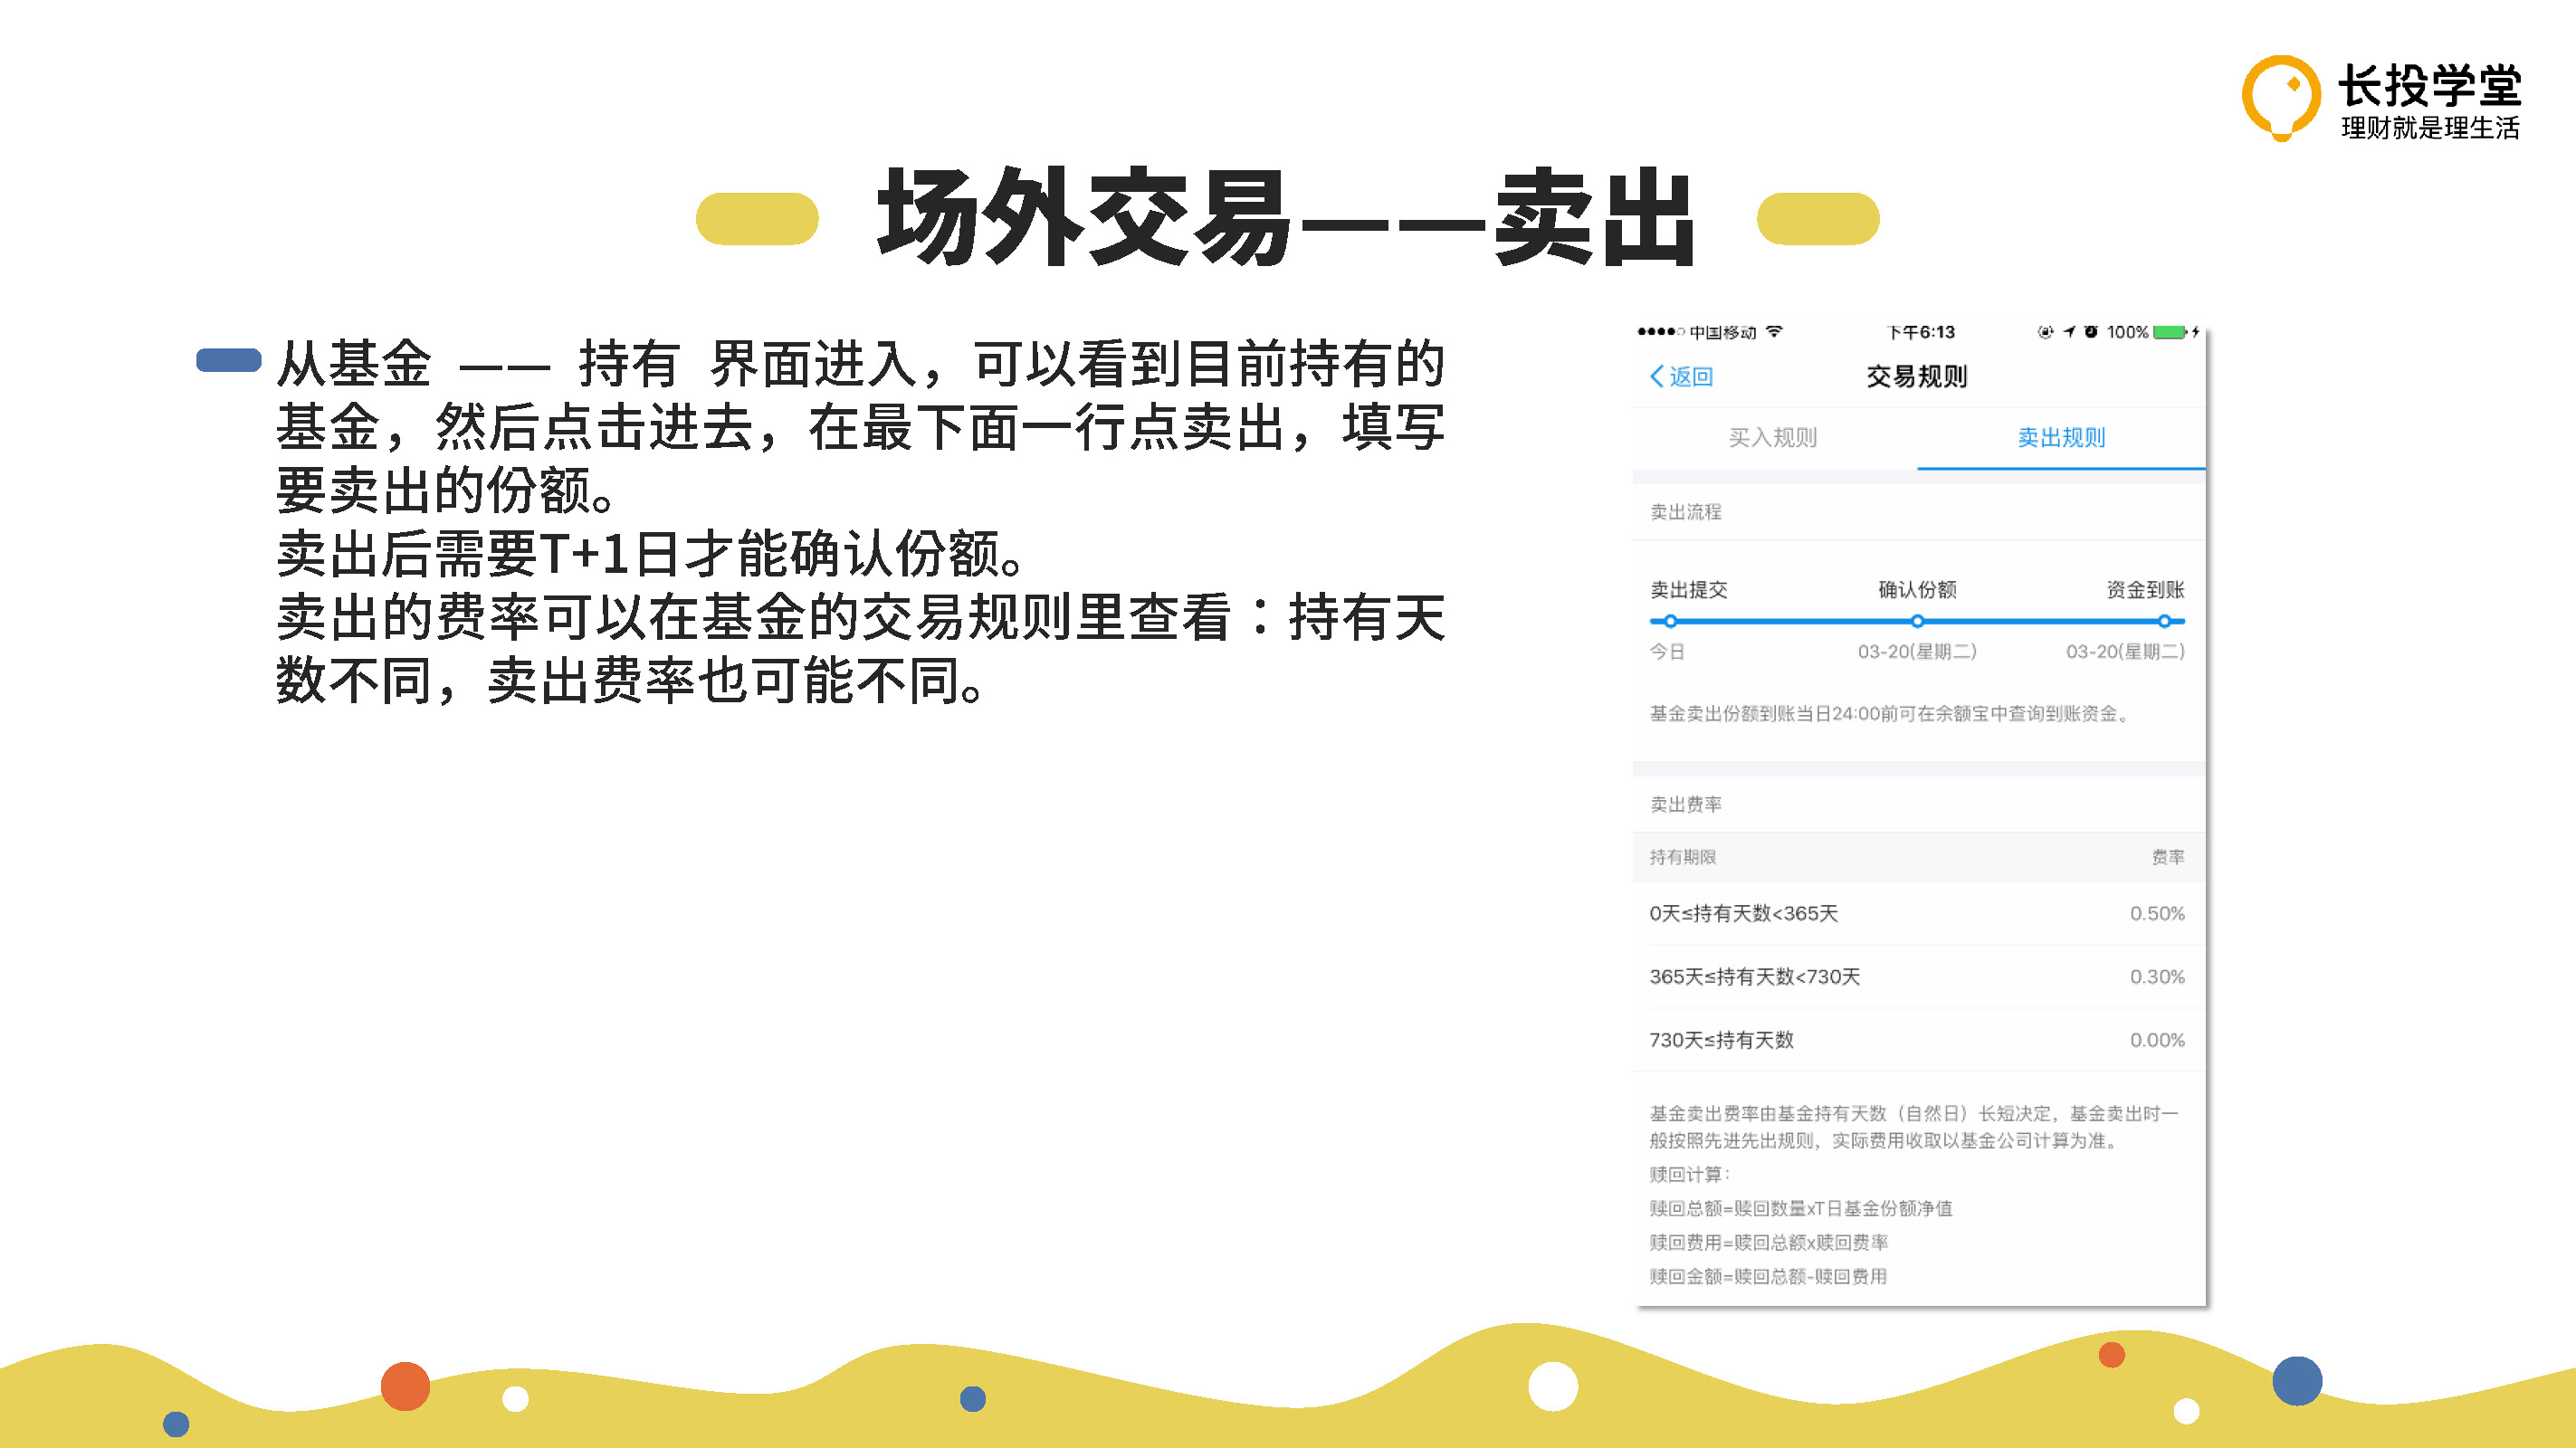 长投学堂
理财就是理生活
场外交易——卖出
从基金 —— 持有 界面进入，可以看到目前持有的
基金，然后点击进去，在最下面一行点卖出，填写
要卖出的份额。
卖出后需要T+1日才能确认份额。
卖出的费率可以在基金的交易规则里查看：持有天
数不同，卖出费率也可能不同。
中国移动 下午6:13 100%
返回 交易规则
买入规则 卖出规则
卖出流程
卖出提交 确认份额 资金到账
今日 03-20(星期二) 03-20(星期二)
基金卖出份额到账当日24:00前可在余额宝中查询到账资金。
卖出费率
持有期限 费率
0天≤持有天数<365天 0.50%
365天≤持有天数<730天 0.30%
730天≤持有天数 0.00%
基金卖出费率由基金持有天数（自然日）长短决定，基金卖出时一
般按照先进先出规则，实际费用收取以基金公司计算为准。
赎回计算：
赎回总额=赎回数量xT日基金份额净值
赎回费用=赎回总额x赎回费率
赎回金额=赎回总额-赎回费用